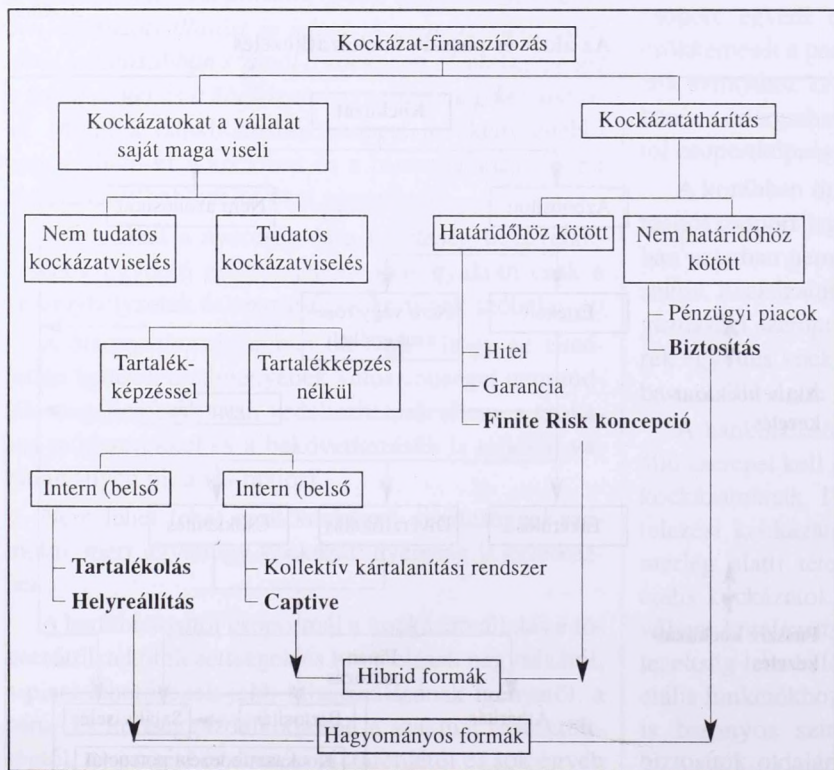 Kockázat-finanszírozás
Kockázatokat a vállalat
saját maga viseli
Kockázatáthárítás
Nem tudatos
kockázatviselés
Tudatos
kockázatviselés
Határidőhöz kötött
Nem határidőhöz
kötött
Tartalék-
képzéssel
Tartalékképzés
nélkül
Hitel
Garancia
Finite Risk koncepció
Pénzügyi piacok
Biztosítás
Intern (belső
Intern (belső
Tartalékolás
Helyreállítás
Kollektív kártalanítási rendszer
Captive
Hibrid formák
Hagyományos formák